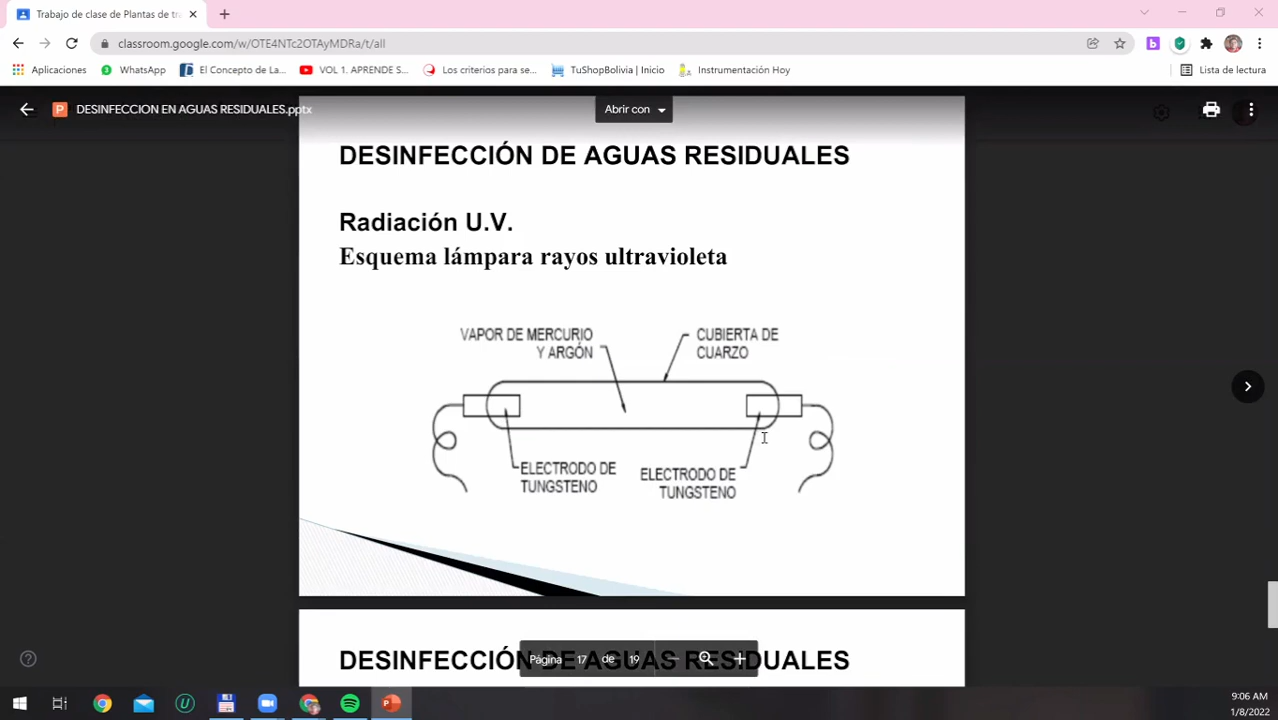 Trabajo de clase de Plantas de tra
classroom.google.com/w/OTE4NTc2OTAyMDRa/t/all
Aplicaciones
WhatsApp
El Concepto de La...
VOL 1. APRENDE S...
Los criterios para se...
TuShopBolivia | Inicio
Instrumentación Hoy
Lista de lectura
DESINFECCION EN AGUAS RESIDUALES.pptx
Abrir con
DESINFECCIÓN DE AGUAS RESIDUALES
Radiación U.V.
Esquema lámpara rayos ultravioleta
VAPOR DE MERCURIO
Y ARGÓN
CUBIERTA DE
CUARZO
ELECTRODO DE
TUNGSTENO
ELECTRODO DE
TUNGSTENO
DESINFECCIÓN DE AGUAS RESIDUALES
Página 17 de 19
9:06 AM
1/8/2022